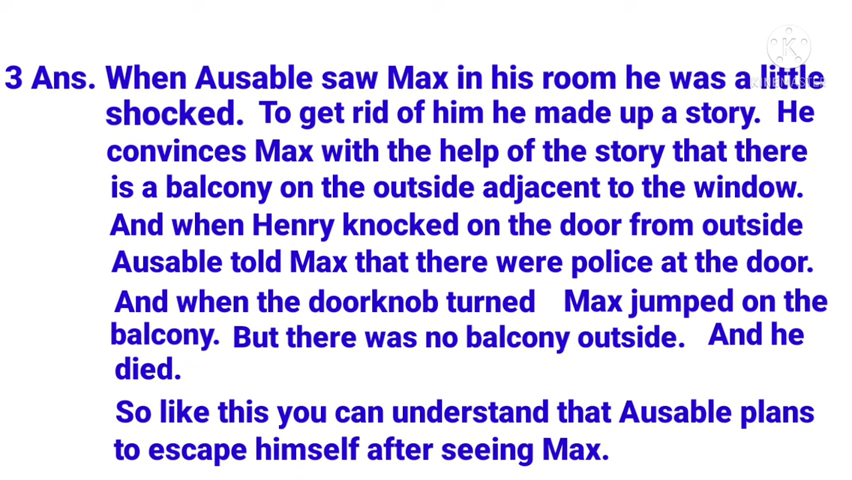 3 Ans. When Ausable saw Max in his room he was a little
shocked. To get rid of him he made up a story. He
convinces Max with the help of the story that there
is a balcony on the outside adjacent to the window.
And when Henry knocked on the door from outside
Ausable told Max that there were police at the door.
And when the doorknob turned Max jumped on the
balcony. But there was no balcony outside. And he
died.
So like this you can understand that Ausable plans
to escape himself after seeing Max.
K
KINEMASTER